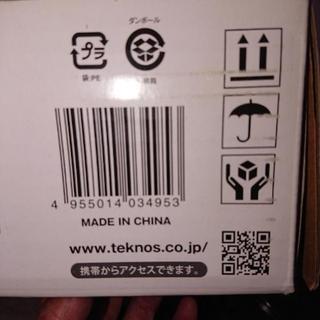 ダンボール
プラ
袋:PE
4 955014 034953
MADE IN CHINA
www.teknos.co.jp/
携帯からアクセスできます。